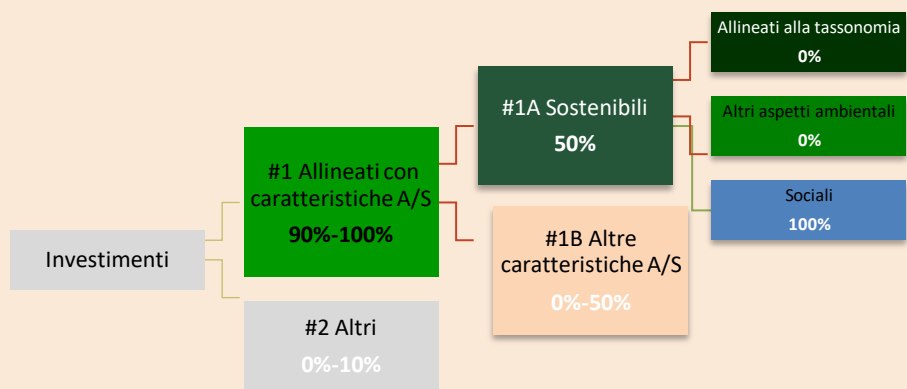 Investimenti
#1 Allineati con
caratteristiche A/S
90%-100%
#2 Altri
0%-10%
#1A Sostenibili
50%
#1B Altre
caratteristiche A/S
0%-50%
Allineati alla tassonomia
0%
Altri aspetti ambientali
0%
Sociali
100%